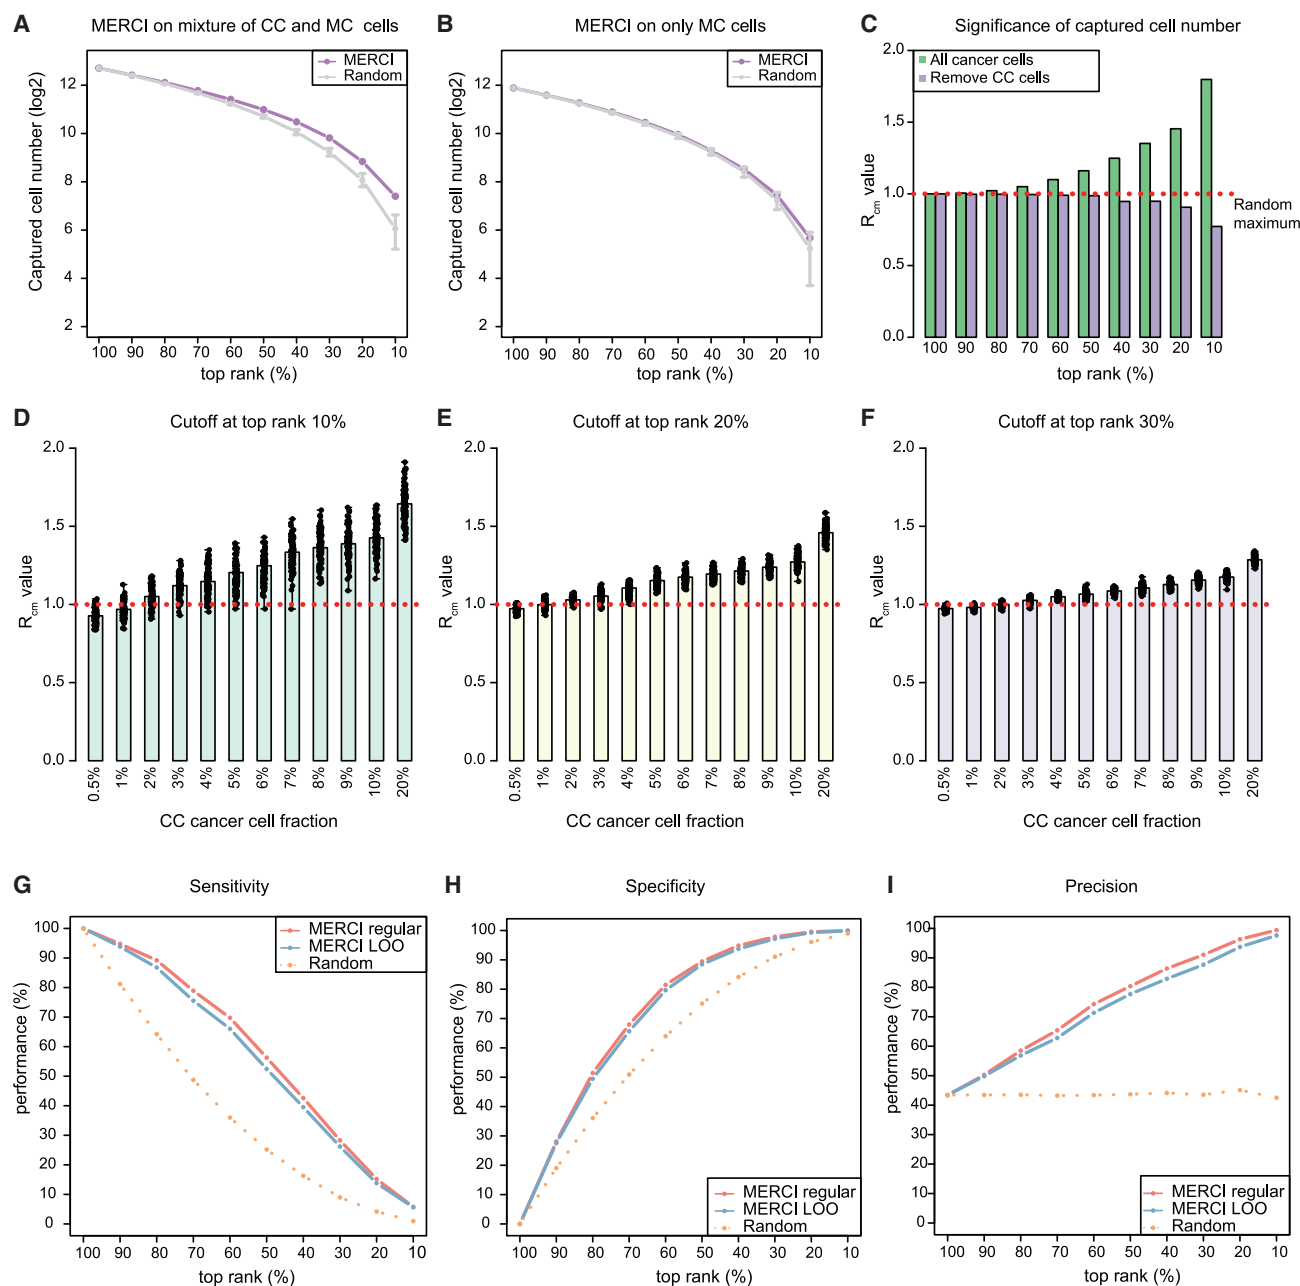 A MERCI on mixture of CC and MC cells
MERCI
Random
Captured cell number (log2)
12
10
8
6
4
2
100 90 80 70 60 50 40 30 20 10
top rank (%)
B MERCI on only MC cells
MERCI
Random
Captured cell number (log2)
12
10
8
6
4
2
100 90 80 70 60 50 40 30 20 10
top rank (%)
C Significance of captured cell number
All cancer cells
Remove CC cells
Rcm value
2.0
1.5
1.0
0.5
0.0
Random
maximum
100 90 80 70 60 50 40 30 20 10
top rank (%)
D Cutoff at top rank 10%
Rcm value
2.0
1.5
1.0
0.5
0.0
0.5% 1% 2% 3% 4% 5% 6% 7% 8% 9% 10% 20%
CC cancer cell fraction
E Cutoff at top rank 20%
Rcm value
2.0
1.5
1.0
0.5
0.0
0.5% 1% 2% 3% 4% 5% 6% 7% 8% 9% 10% 20%
CC cancer cell fraction
F Cutoff at top rank 30%
Rcm value
2.0
1.5
1.0
0.5
0.0
0.5% 1% 2% 3% 4% 5% 6% 7% 8% 9% 10% 20%
CC cancer cell fraction
G Sensitivity
MERCI regular
MERCI LOO
Random
performance (%)
100
90
80
70
60
50
40
30
20
10
0
100 90 80 70 60 50 40 30 20 10
top rank (%)
H Specificity
performance (%)
100
90
80
70
60
50
40
30
20
10
0
MERCI regular
MERCI LOO
Random
100 90 80 70 60 50 40 30 20 10
top rank (%)
I Precision
performance (%)
100
90
80
70
60
50
40
30
20
10
0
MERCI regular
MERCI LOO
Random
100 90 80 70 60 50 40 30 20 10
top rank (%)